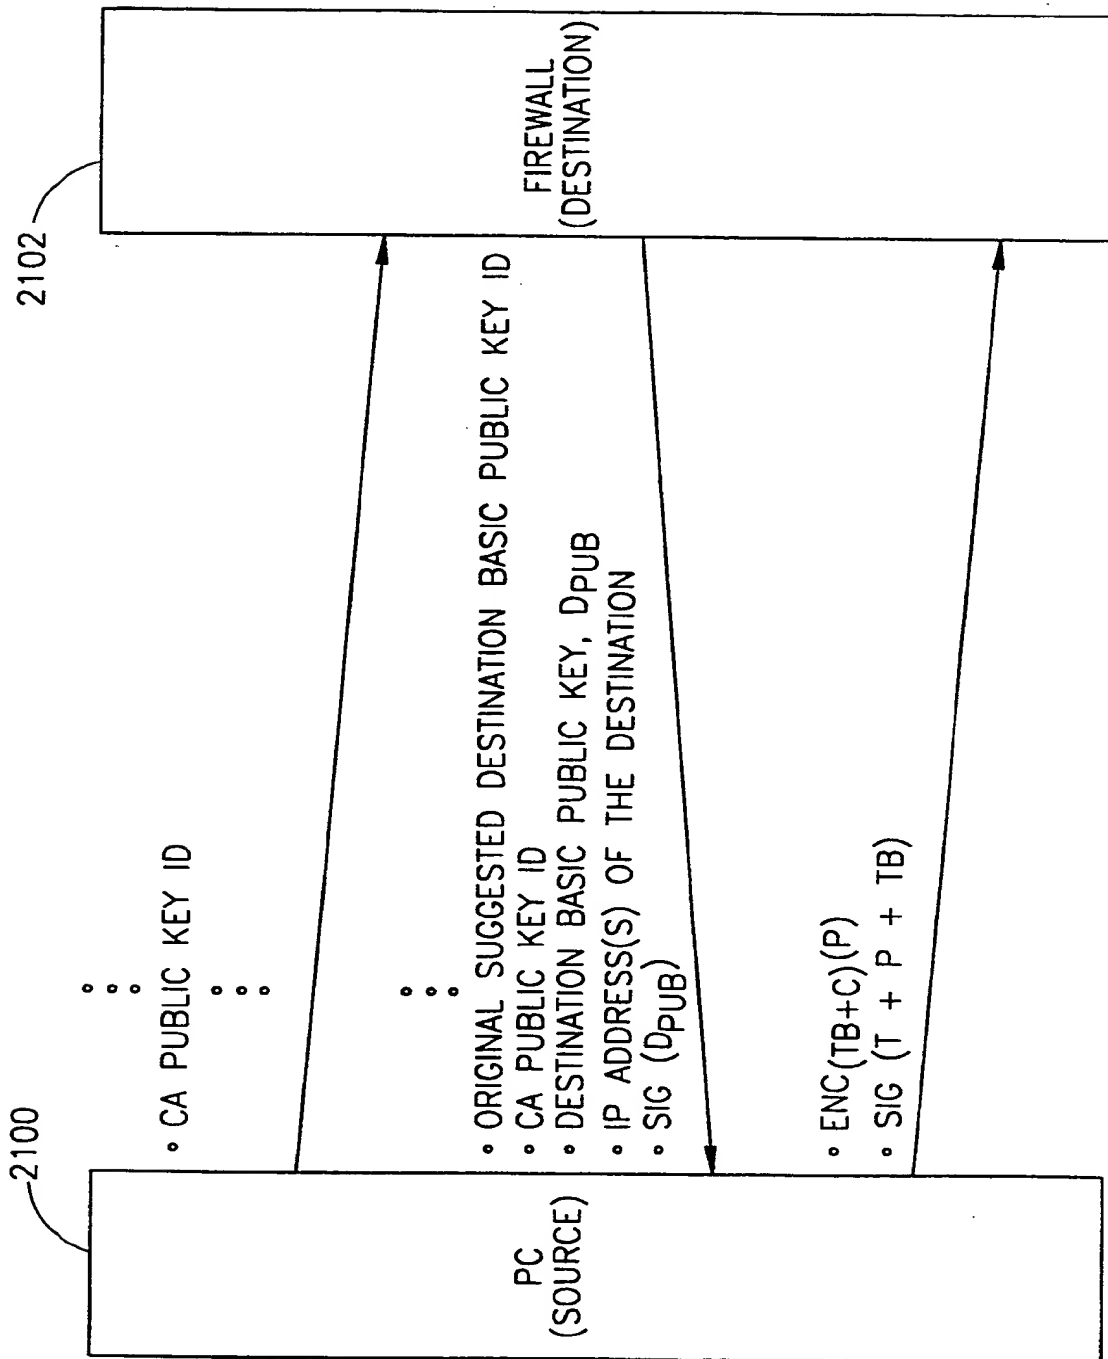 2100
2102
PC
(SOURCE)
FIREWALL
(DESTINATION)
• CA PUBLIC KEY ID
• ORIGINAL SUGGESTED DESTINATION BASIC PUBLIC KEY ID
• CA PUBLIC KEY ID
• DESTINATION BASIC PUBLIC KEY, DPUB
• IP ADDRESS(S) OF THE DESTINATION
• SIG (DPUB)
• ENC(TB+C)(P)
• SIG (T + P + TB)